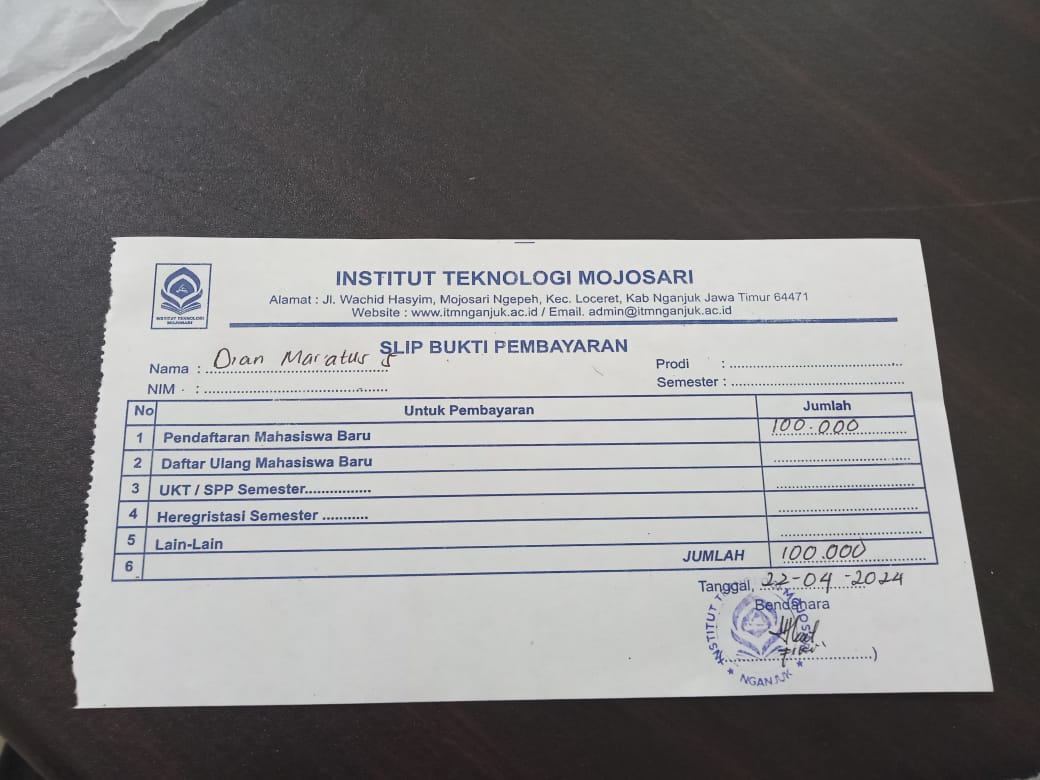 INSTITUT TEKNOLOGI MOJOSARI
Alamat : Jl. Wachid Hasyim, Mojosari Ngepeh, Kec. Loceret, Kab Nganjuk Jawa Timur 64471
Website : www.itmnganjuk.ac.id / Email. admin@itmnganjuk.ac.id
INSTITUT TEKNOLOGI
MOJOSARI
SLIP BUKTI PEMBAYARAN
Nama : Dian Maratus S
Prodi :
NIM :
Semester :
No Untuk Pembayaran Jumlah
1 Pendaftaran Mahasiswa Baru 100.000
2 Daftar Ulang Mahasiswa Baru
3 UKT / SPP Semester................
4 Heregristasi Semester ...........
5 Lain-Lain
6 JUMLAH 100.000
Tanggal, 22-04-2024
Bendahara
INSTITUT MOJOSARI
NGANJUK